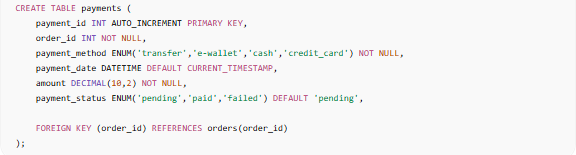 CREATE TABLE payments (
    payment_id INT AUTO_INCREMENT PRIMARY KEY,
    order_id INT NOT NULL,
    payment_method ENUM('transfer','e-wallet','cash','credit_card') NOT NULL,
    payment_date DATETIME DEFAULT CURRENT_TIMESTAMP,
    amount DECIMAL(10,2) NOT NULL,
    payment_status ENUM('pending','paid','failed') DEFAULT 'pending',

    FOREIGN KEY (order_id) REFERENCES orders(order_id)
);